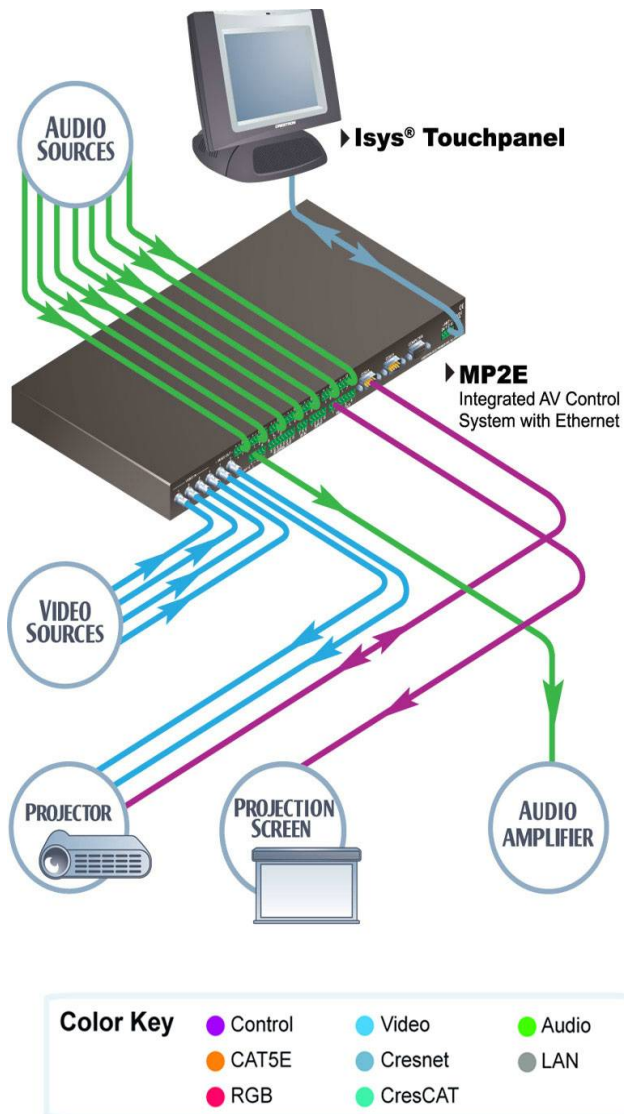 AUDIO
SOURCES
CRESTRON
Isys® Touchpanel
MP2E
Integrated AV Control
System with Ethernet
VIDEO
SOURCES
PROJECTOR
PROJECTION
SCREEN
AUDIO
AMPLIFIER
Color Key
Control
Video
Audio
CAT5E
Cresnet
LAN
RGB
CresCAT